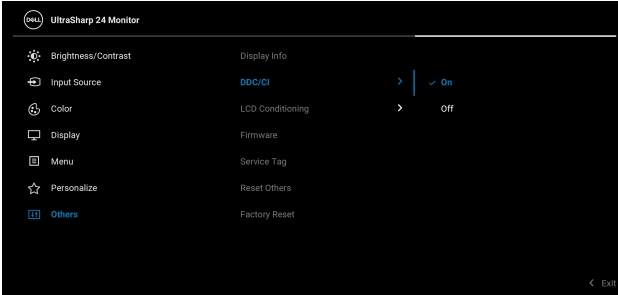 DELL UltraSharp 24 Monitor
Brightness/Contrast Display Info
Input Source DDC/CI On
Color LCD Conditioning Off
Display Firmware
Menu Service Tag
Personalize Reset Others
Others Factory Reset
Exit